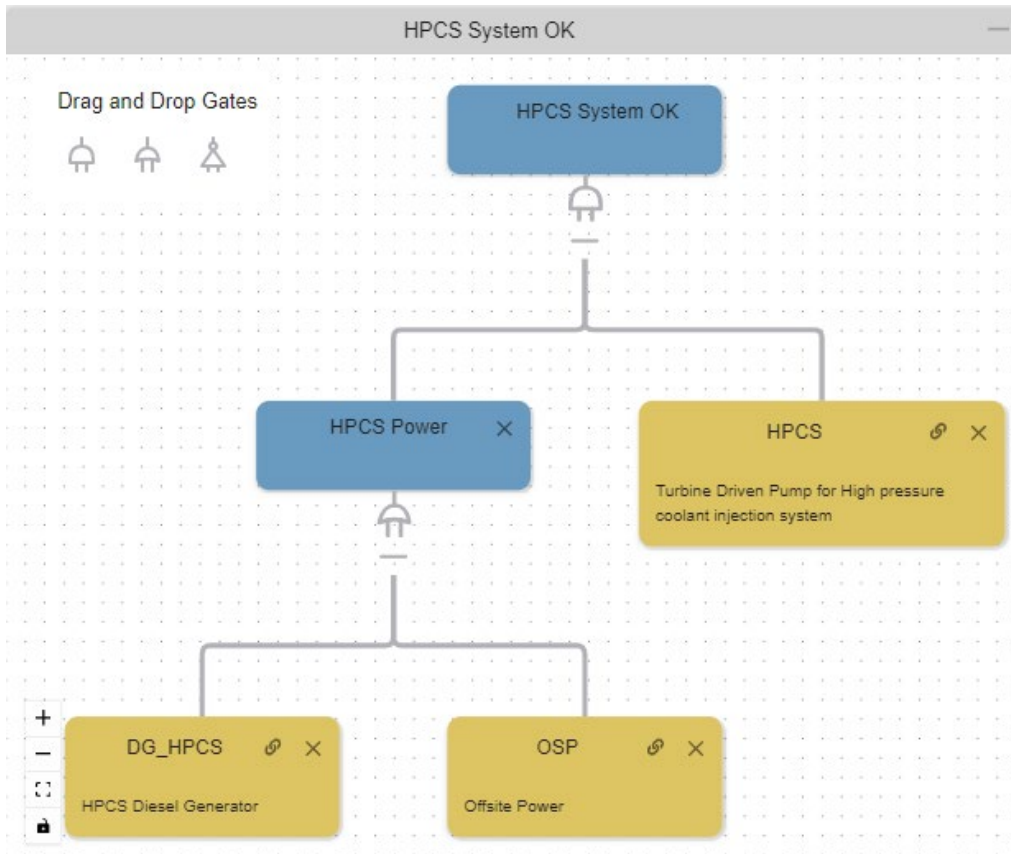 HPCS System OK
Drag and Drop Gates
HPCS System OK
HPCS Power
HPCS
Turbine Driven Pump for High pressure
coolant injection system
DG_HPCS
HPCS Diesel Generator
OSP
Offsite Power